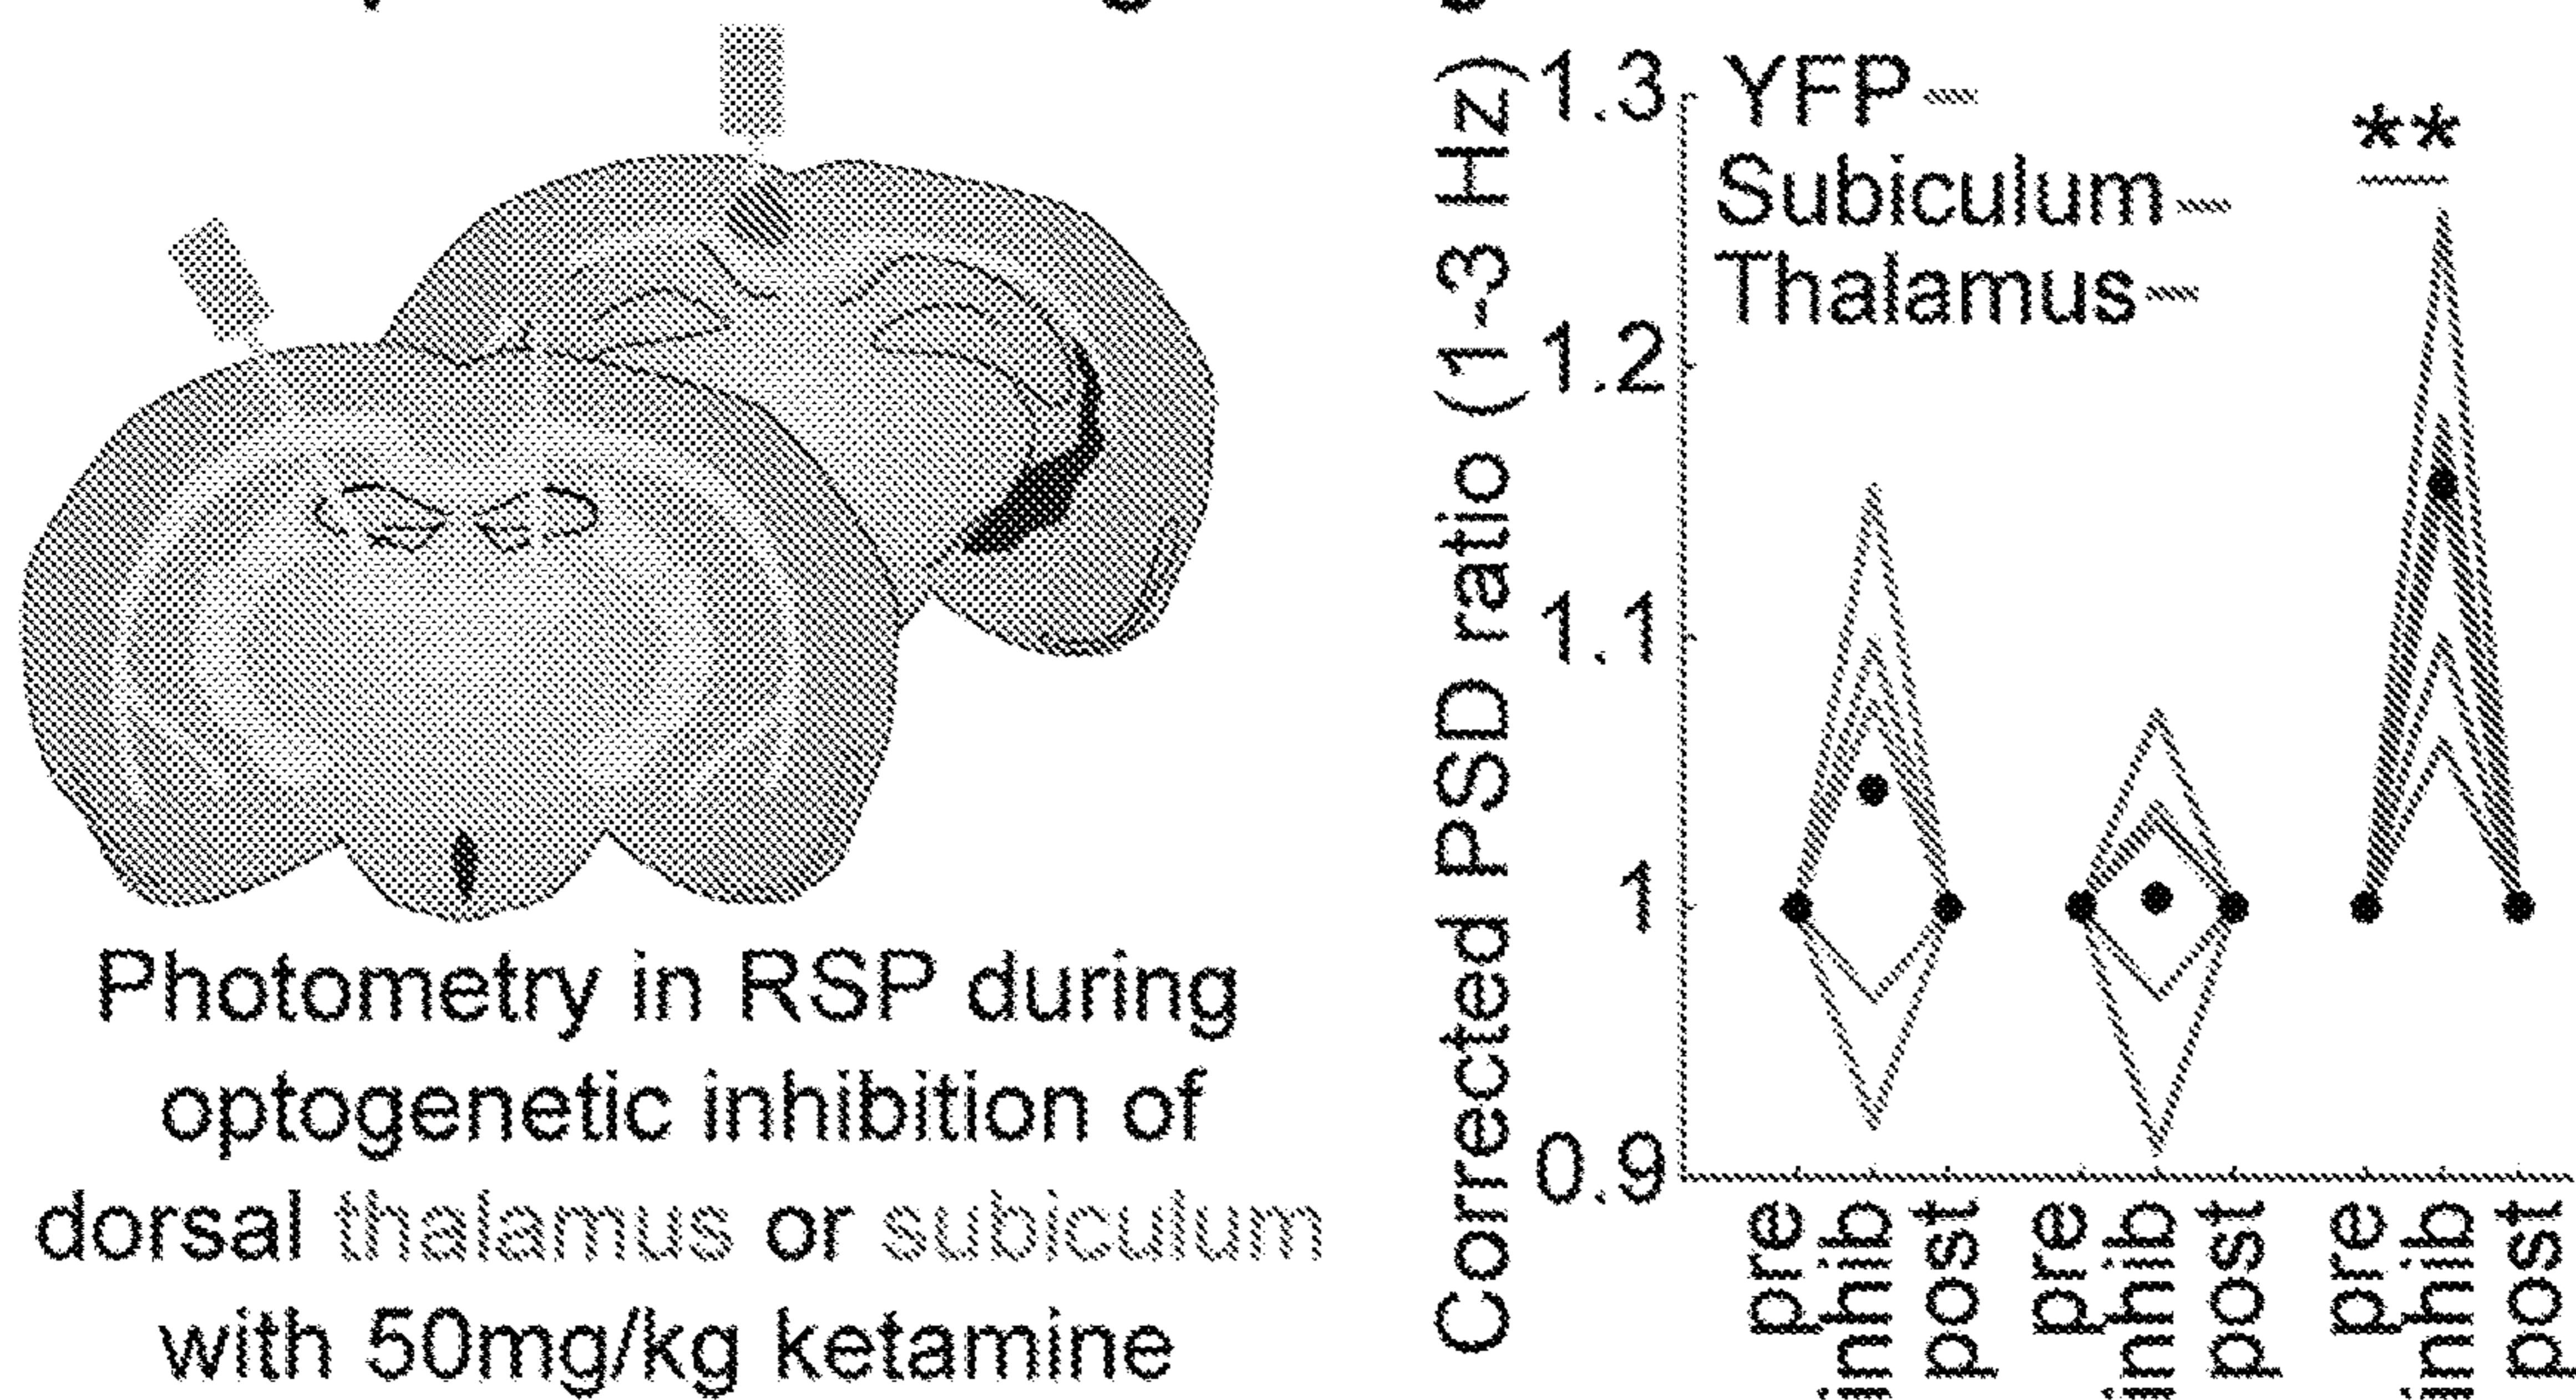 Photometry in RSP during
optogenetic inhibition of
dorsal thalamus or subiculum
with 50mg/kg ketamine
Corrected PSD ratio (1-3 Hz)
1.3
1.2
1.1
1
0.9
YFP
Subiculum
Thalamus
**
pre
inhib
post
pre
inhib
post
pre
inhib
post